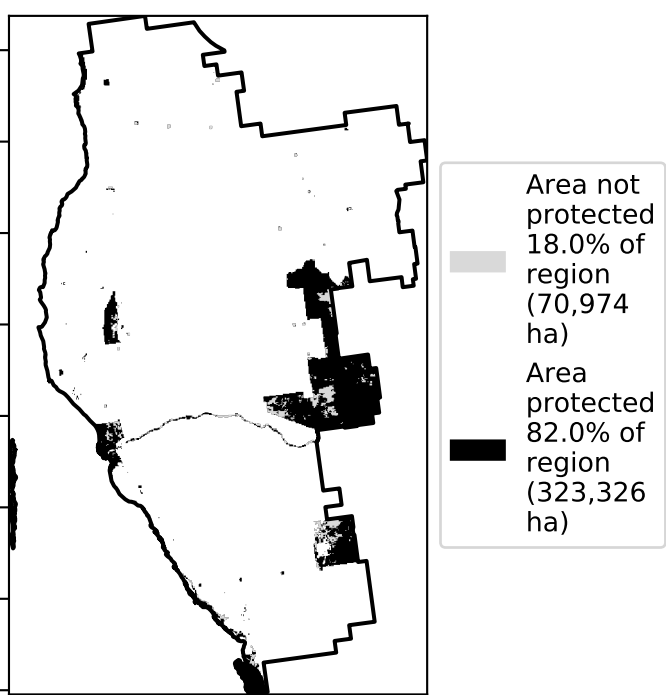 Area not
protected
18.0% of
region
(70,974
ha)
Area
protected
82.0% of
region
(323,326
ha)